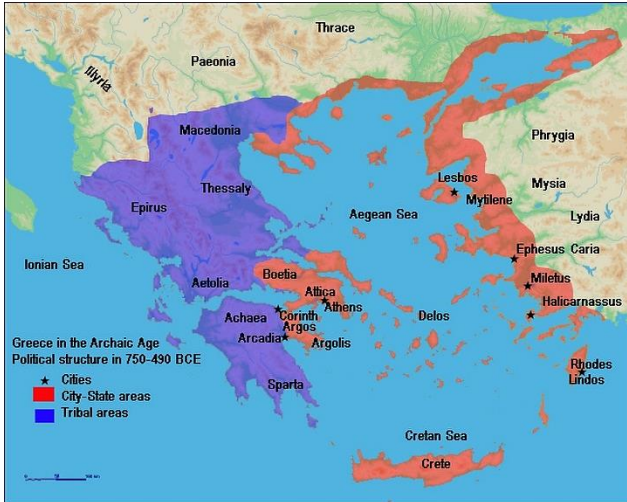 Thrace
Paeonia
Illyria
Macedonia
Phrygia
Thessaly
Lesbos
Mysia
Mytilene
Epirus
Aegean Sea
Lydia
Ephesus Caria
Ionian Sea
Boetia
Aetolia
Miletus
Attica
Athens
Halicarnassus
Achaea
Corinth
Delos
Argos
Arcadia
Argolis
Greece in the Archaic Age
Political structure in 750-490 BCE
Rhodes
Lindos
Cities
Sparta
City-State areas
Tribal areas
Cretan Sea
Crete